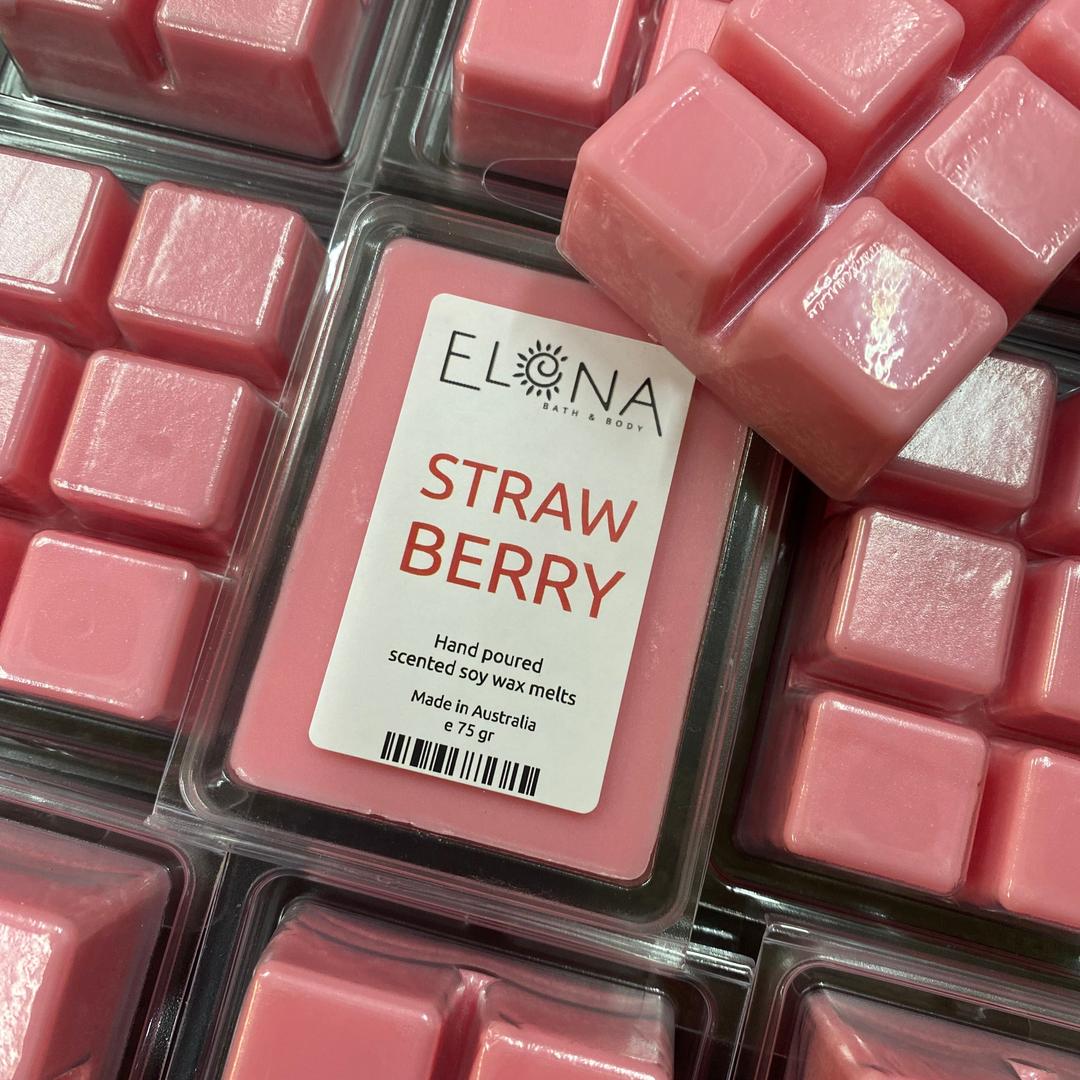 ELONA
BATH & BODY
STRAW
BERRY
Hand poured
scented soy wax melts
Made in Australia
e 75 gr